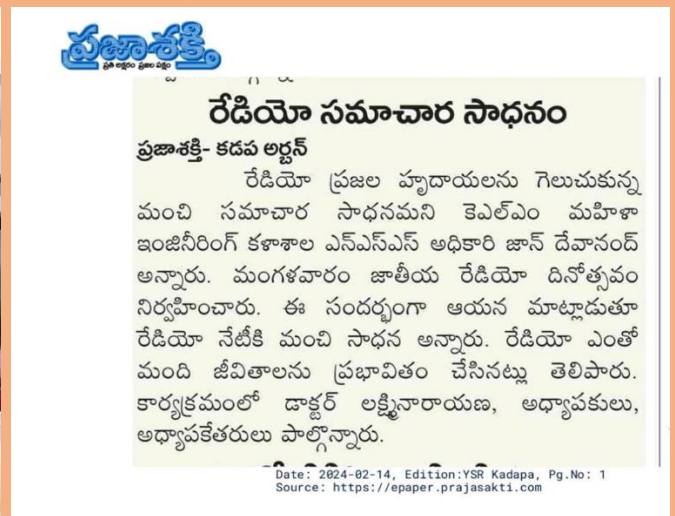 ప్రజాశక్తి
ప్రతి అక్షరం ప్రజల పక్షం
రేడియో సమాచార సాధనం
ప్రజాశక్తి- కడప అర్బన్
రేడియో ప్రజల హృదాయలను గెలుచుకున్న
మంచి సమాచార సాధనమని కెఎల్ఎం మహిళా
ఇంజినీరింగ్ కళాశాల ఎన్ఎస్ఎస్ అధికారి జాన్ దేవానంద్
అన్నారు. మంగళవారం జాతీయ రేడియో దినోత్సవం
నిర్వహించారు. ఈ సందర్భంగా ఆయన మాట్లాడుతూ
రేడియో నేటికీ మంచి సాధన అన్నారు. రేడియో ఎంతో
మంది జీవితాలను ప్రభావితం చేసినట్లు తెలిపారు.
కార్యక్రమంలో డాక్టర్ లక్ష్మినారాయణ, అధ్యాపకులు,
అధ్యాపకేతరులు పాల్గొన్నారు.
Date: 2024-02-14, Edition:YSR Kadapa, Pg.No: 1
Source: https://epaper.prajasakti.com